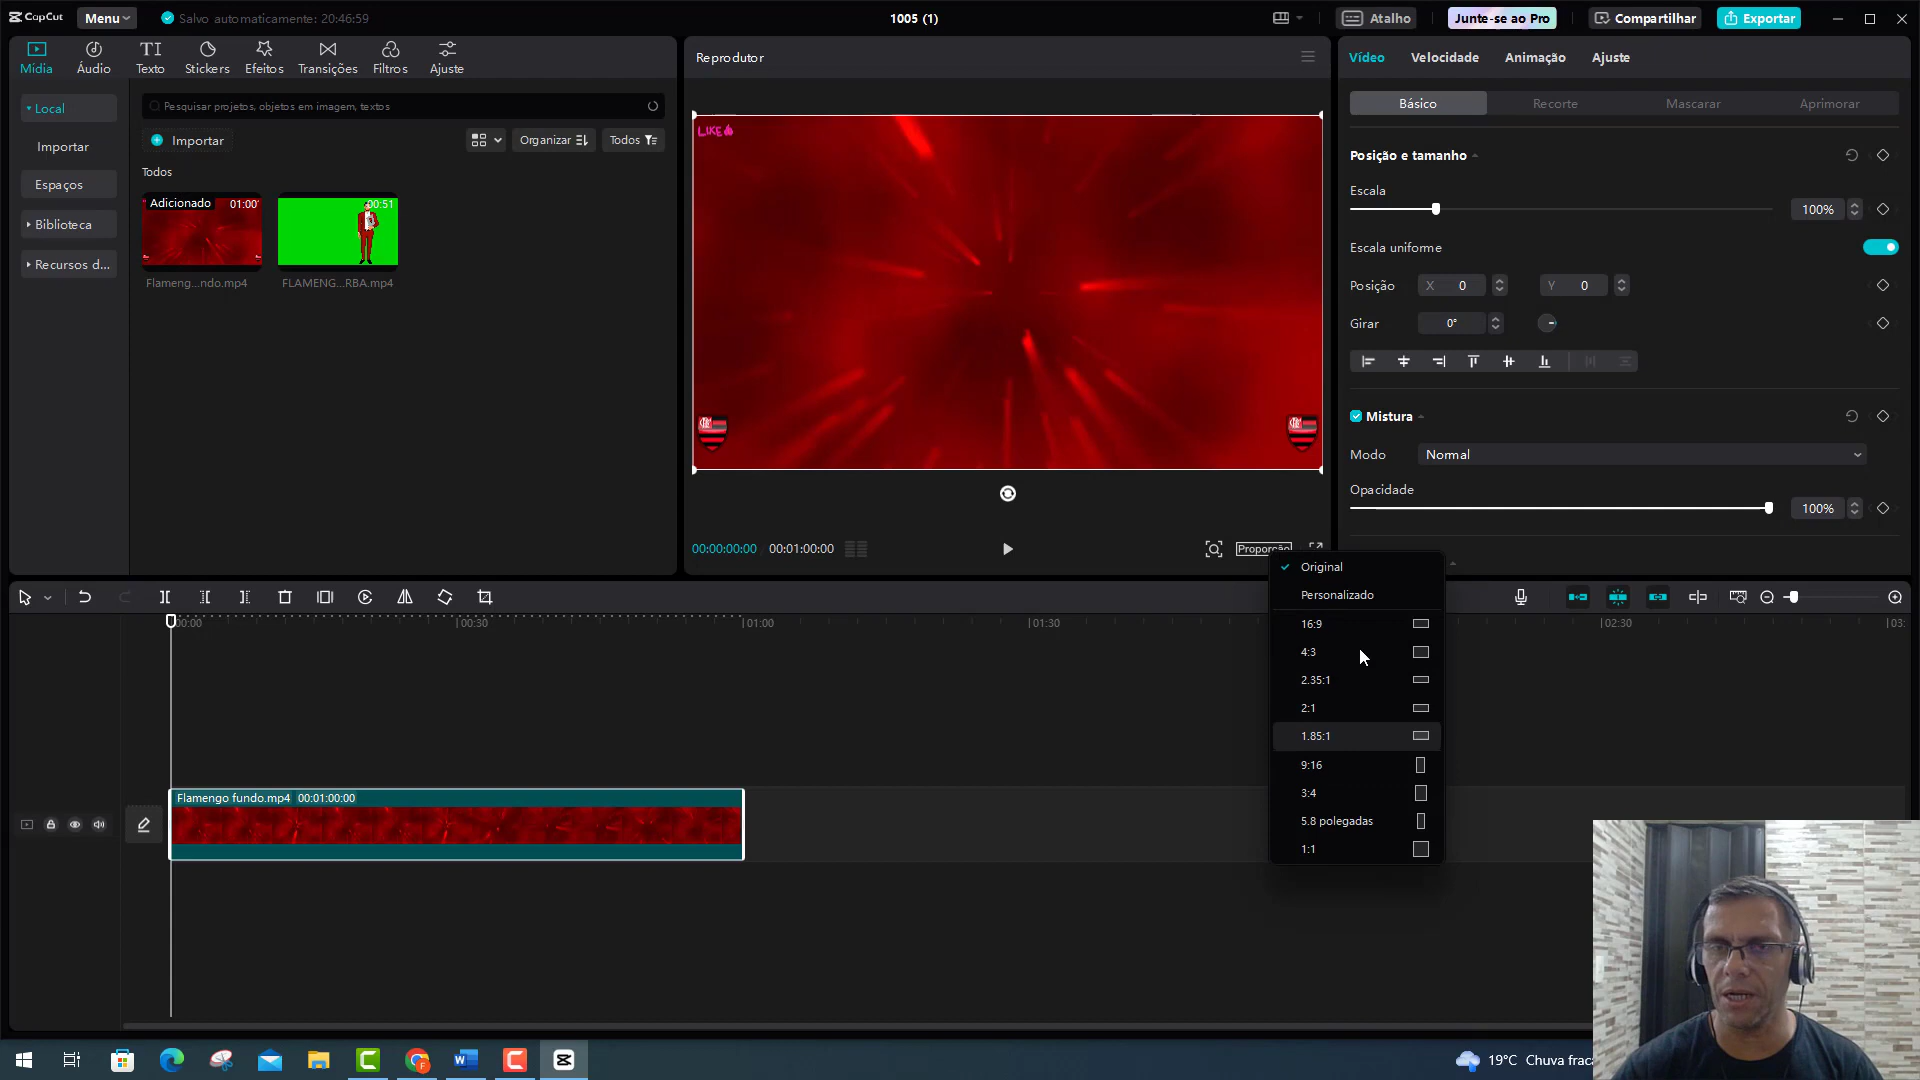 CapCut
Menu
Salvo automaticamente: 20:46:59
1005 (1)
Atalho
Junte-se ao Pro
Compartilhar
Exportar
Mídia
Áudio
TI
Texto
Stickers
Efeitos
Transições
Filtros
Ajuste
Local
Importar
Espaços
Biblioteca
Recursos d...
Pesquisar projetos, objetos em imagem, textos
Importar
Organizar
Todos
Todos
Adicionado
01:00
00:51
Flameng...ndo.mp4
FLAMENG...RBA.mp4
Reprodutor
LIKE
00:00:00:00
00:01:00:00
Proporção
Vídeo
Velocidade
Animação
Ajuste
Básico
Recorte
Mascarar
Aprimorar
Posição e tamanho
Escala
100%
Escala uniforme
Posição
X 0
Y 0
Girar
0°
Mistura
Modo
Normal
Opacidade
100%
Original
Personalizado
16:9
4:3
2.35:1
2:1
1.85:1
9:16
3:4
5.8 polegadas
1:1
00:00
00:30
01:00
01:30
02:30
03:
Flamengo fundo.mp4 00:01:00:00
19°C Chuva fraca